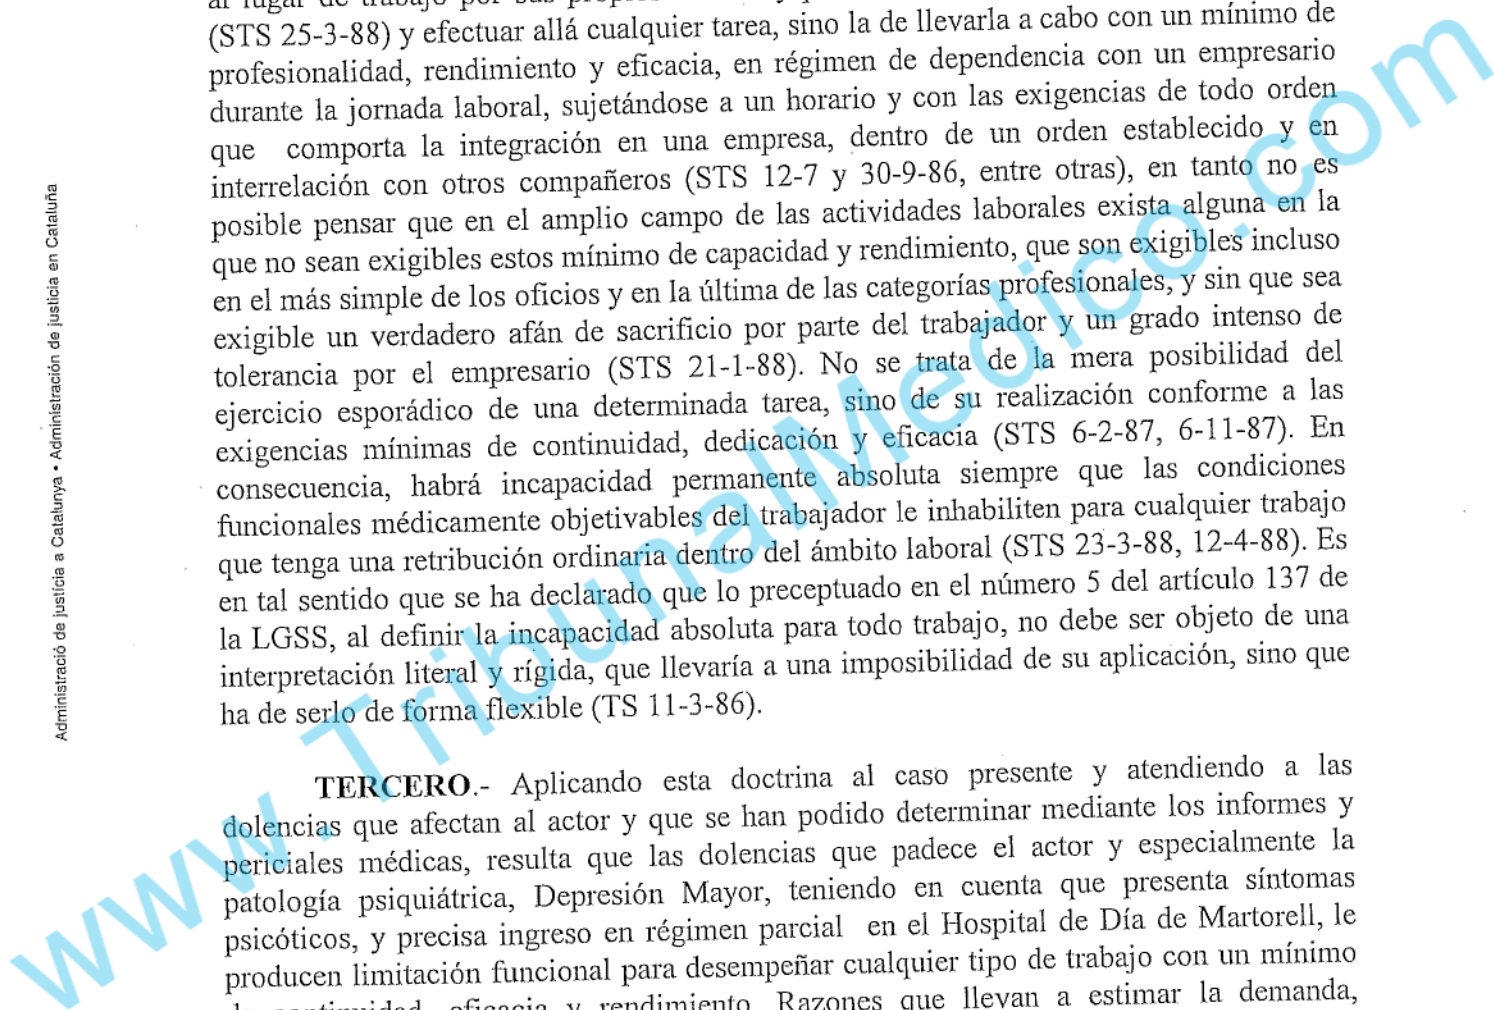 al lugar de trabajo por sus
(STS 25-3-88) y efectuar allá cualquier tarea, sino la de llevarla a cabo con un mínimo de
profesionalidad, rendimiento y eficacia, en régimen de dependencia con un empresario
durante la jornada laboral, sujetándose a un horario y con las exigencias de todo orden
que comporta la integración en una empresa, dentro de un orden establecido y en
interrelación con otros compañeros (STS 12-7 y 30-9-86, entre otras), en tanto no es
posible pensar que en el amplio campo de las actividades laborales exista alguna en la
que no sean exigibles estos mínimo de capacidad y rendimiento, que son exigibles incluso
en el más simple de los oficios y en la última de las categorías profesionales, y sin que sea
exigible un verdadero afán de sacrificio por parte del trabajador y un grado intenso de
tolerancia por el empresario (STS 21-1-88). No se trata de la mera posibilidad del
ejercicio esporádico de una determinada tarea, sino de su realización conforme a las
exigencias mínimas de continuidad, dedicación y eficacia (STS 6-2-87, 6-11-87). En
consecuencia, habrá incapacidad permanente absoluta siempre que las condiciones
funcionales médicamente objetivables del trabajador le inhabiliten para cualquier trabajo
que tenga una retribución ordinaria dentro del ámbito laboral (STS 23-3-88, 12-4-88). Es
en tal sentido que se ha declarado que lo preceptuado en el número 5 del artículo 137 de
la LGSS, al definir la incapacidad absoluta para todo trabajo, no debe ser objeto de una
interpretación literal y rígida, que llevaría a una imposibilidad de su aplicación, sino que
ha de serlo de forma flexible (TS 11-3-86).
TERCERO.- Aplicando esta doctrina al caso presente y atendiendo a las
dolencias que afectan al actor y que se han podido determinar mediante los informes y
periciales médicas, resulta que las dolencias que padece el actor y especialmente la
patología psiquiátrica, Depresión Mayor, teniendo en cuenta que presenta síntomas
psicóticos, y precisa ingreso en régimen parcial en el Hospital de Día de Martorell, le
producen limitación funcional para desempeñar cualquier tipo de trabajo con un mínimo
de continuidad, eficacia y rendimiento. Razones que llevan a estimar la demanda,
Administració de justícia a Catalunya • Administración de justicia en Cataluña
www.TribunalMedico.com